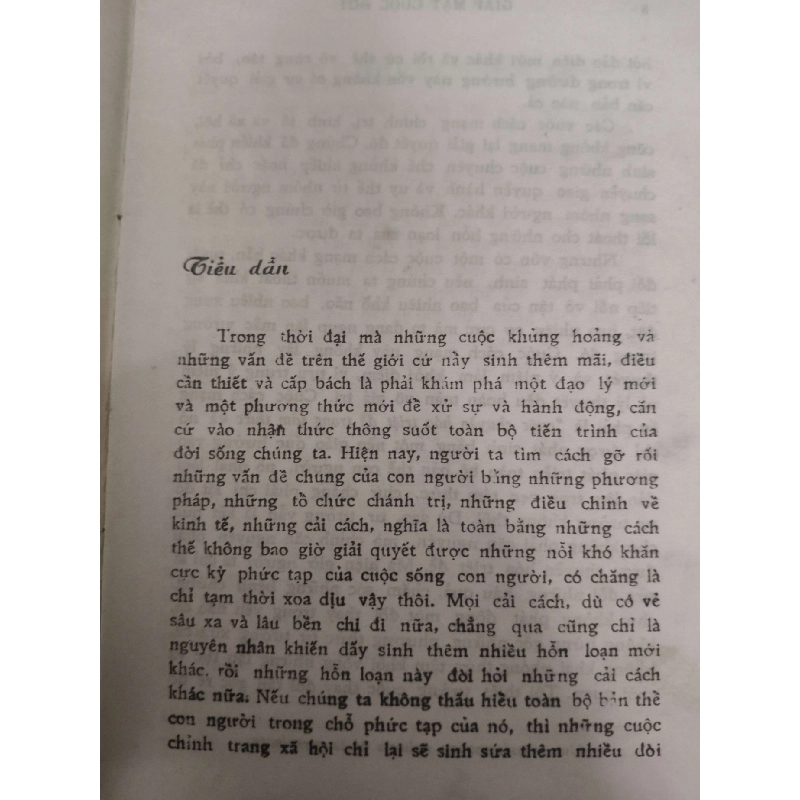 Tiểu dẫn
Trong thời đại mà những cuộc khủng hoảng và
những vấn đề trên thế giới cứ nẩy sinh thêm mãi, điều
cần thiết và cấp bách là phải khám phá một đạo lý mới
và một phương thức mới để xử sự và hành động, căn
cứ vào nhận thức thông suốt toàn bộ tiến trình của
đời sống chúng ta. Hiện nay, người ta tìm cách gỡ rối
những vấn đề chung của con người bằng những phương
pháp, những tổ chức chánh trị, những điều chỉnh về
kinh tế, những cải cách, nghĩa là toàn bằng những cách
thế không bao giờ giải quyết được những nỗi khó khăn
cực kỳ phức tạp của cuộc sống con người, có chăng là
chỉ tạm thời xoa dịu vậy thôi. Mọi cải cách, dù có vẻ
sâu xa và lâu bền chi đi nữa, chẳng qua cũng chỉ là
nguyên nhân khiến dấy sinh thêm nhiều hỗn loạn mới
khác. rồi những hỗn loạn này đòi hỏi những cải cách
khác nữa. Nếu chúng ta không thấu hiểu toàn bộ bản thể
con người trong chỗ phức tạp của nó, thì những cuộc
chỉnh trang xã hội chỉ lại sẽ sinh sứa thêm nhiều đòi